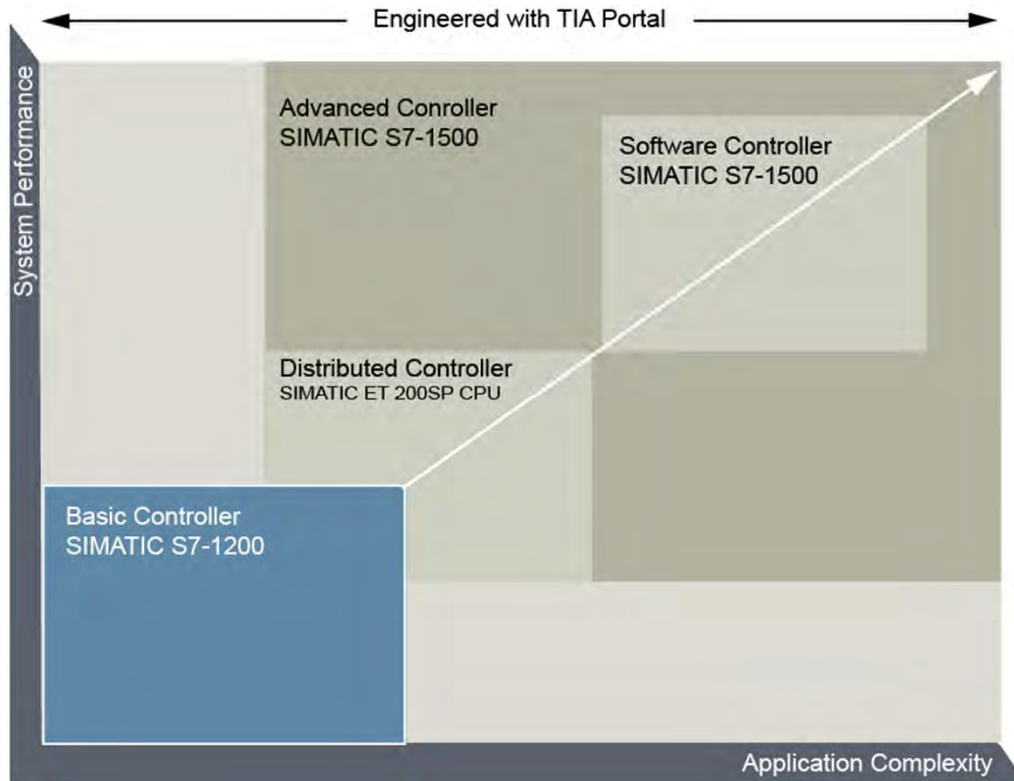 Engineered with TIA Portal
System Performance
Advanced Conroller
SIMATIC S7-1500
Software Controller
SIMATIC S7-1500
Distributed Controller
SIMATIC ET 200SP CPU
Basic Controller
SIMATIC S7-1200
Application Complexity